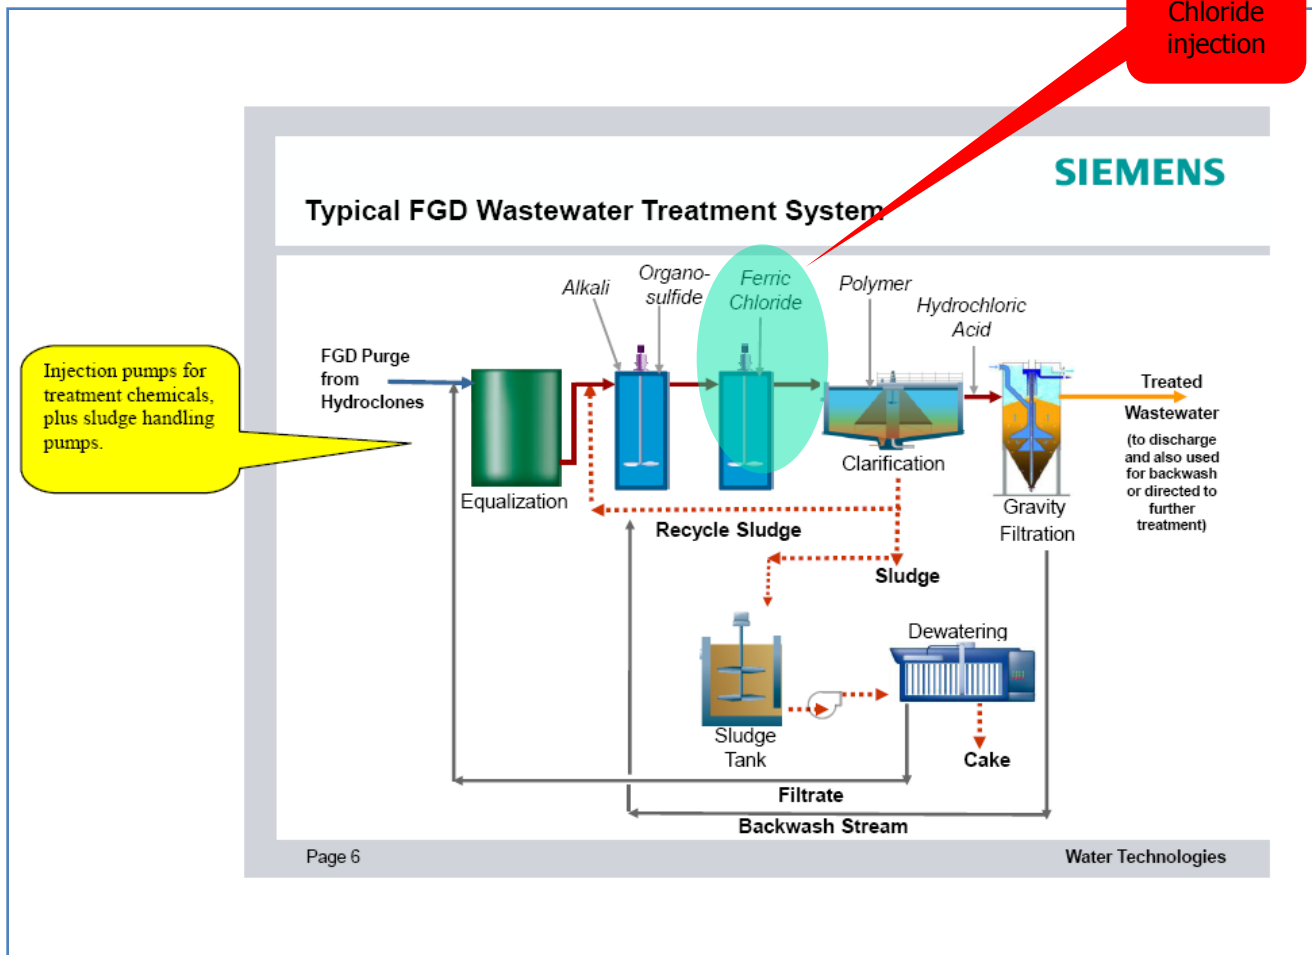 Chloride
injection
SIEMENS
Typical FGD Wastewater Treatment System
Alkali
Organo-
sulfide
Ferric
Chloride
Polymer
Hydrochloric
Acid
FGD Purge
from
Hydroclones
Injection pumps for
treatment chemicals,
plus sludge handling
pumps.
Treated
Wastewater
(to discharge
and also used
for backwash
or directed to
further
treatment)
Equalization
Clarification
Gravity
Filtration
Recycle Sludge
Sludge
Dewatering
Sludge
Tank
Cake
Filtrate
Backwash Stream
Page 6
Water Technologies